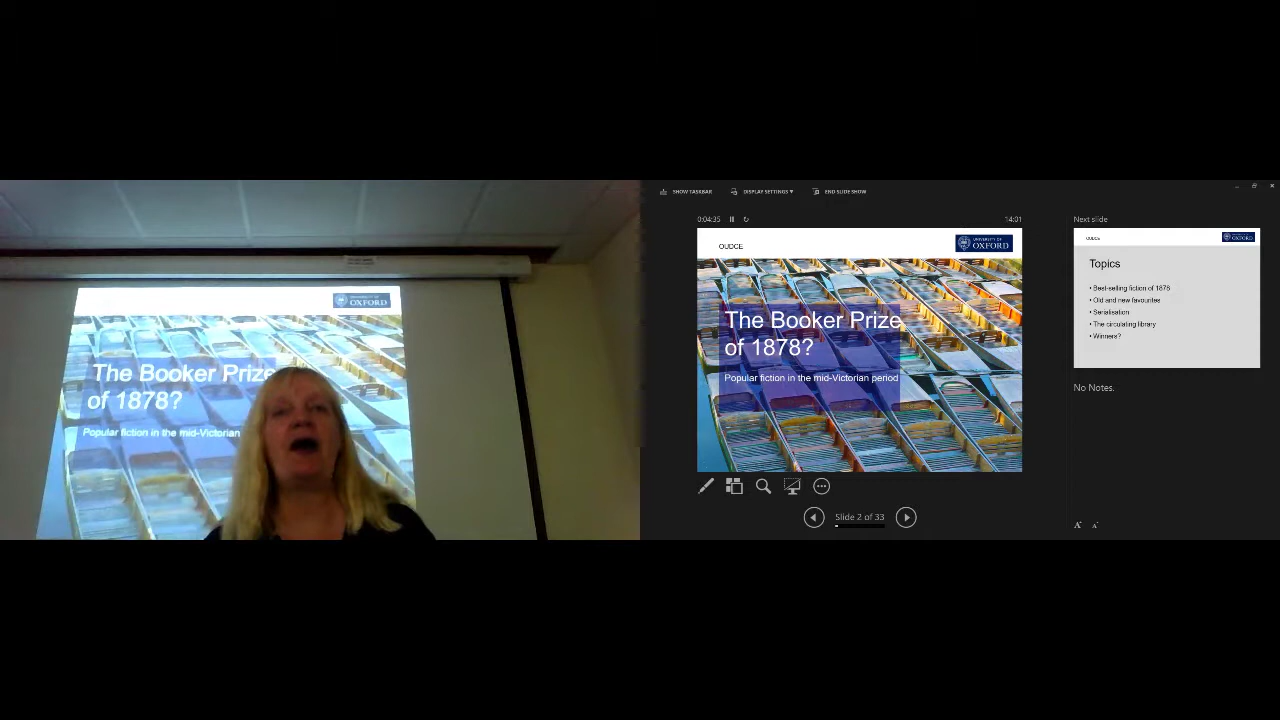 UNIVERSITY OF
OXFORD
The Booker Prize
of 1878?
Popular fiction in the mid-Victorian
SHOW TASKBAR
DISPLAY SETTINGS
END SLIDE SHOW
0:04:35
14:01
OUDCE
UNIVERSITY OF
OXFORD
The Booker Prize
of 1878?
Popular fiction in the mid-Victorian period
Slide 2 of 33
Next slide
OUDCE
OXFORD
Topics
• Best-selling fiction of 1878
• Old and new favourites
• Serialisation
• The circulating library
• Winners?
No Notes.
A A